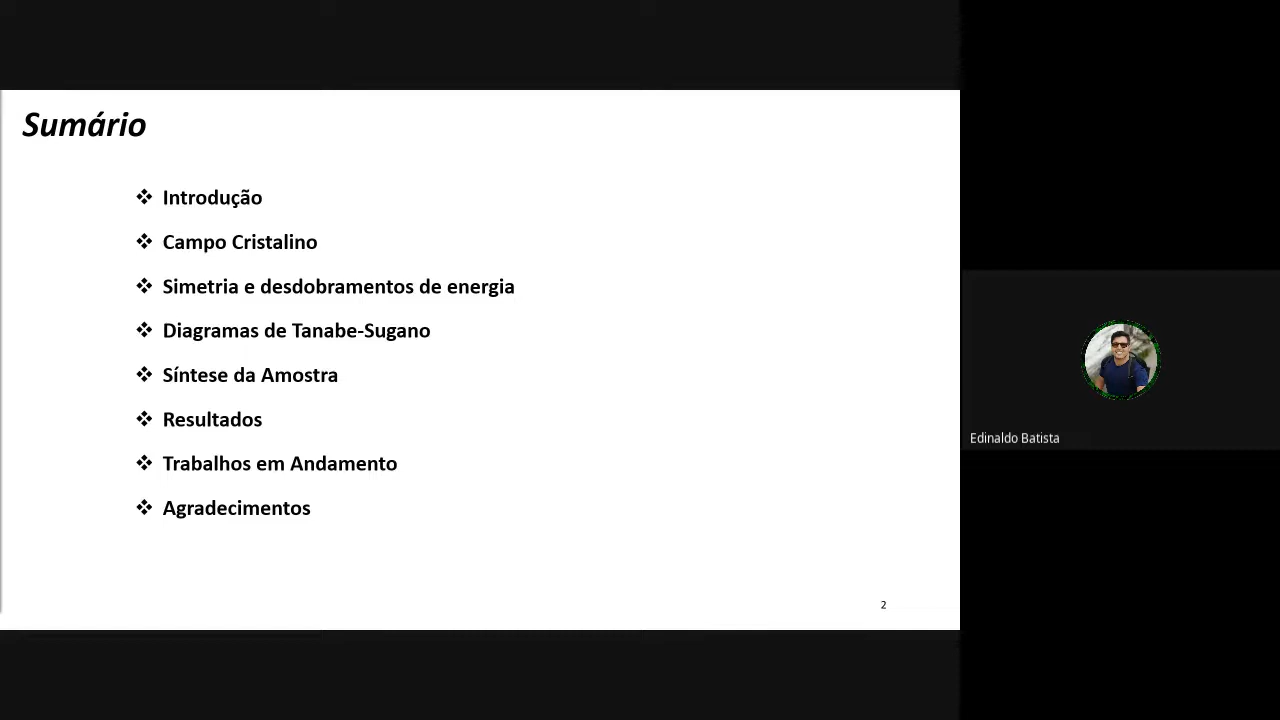 Sumário
❖ Introdução
❖ Campo Cristalino
❖ Simetria e desdobramentos de energia
❖ Diagramas de Tanabe-Sugano
❖ Síntese da Amostra
❖ Resultados
❖ Trabalhos em Andamento
❖ Agradecimentos
2
Edinaldo Batista